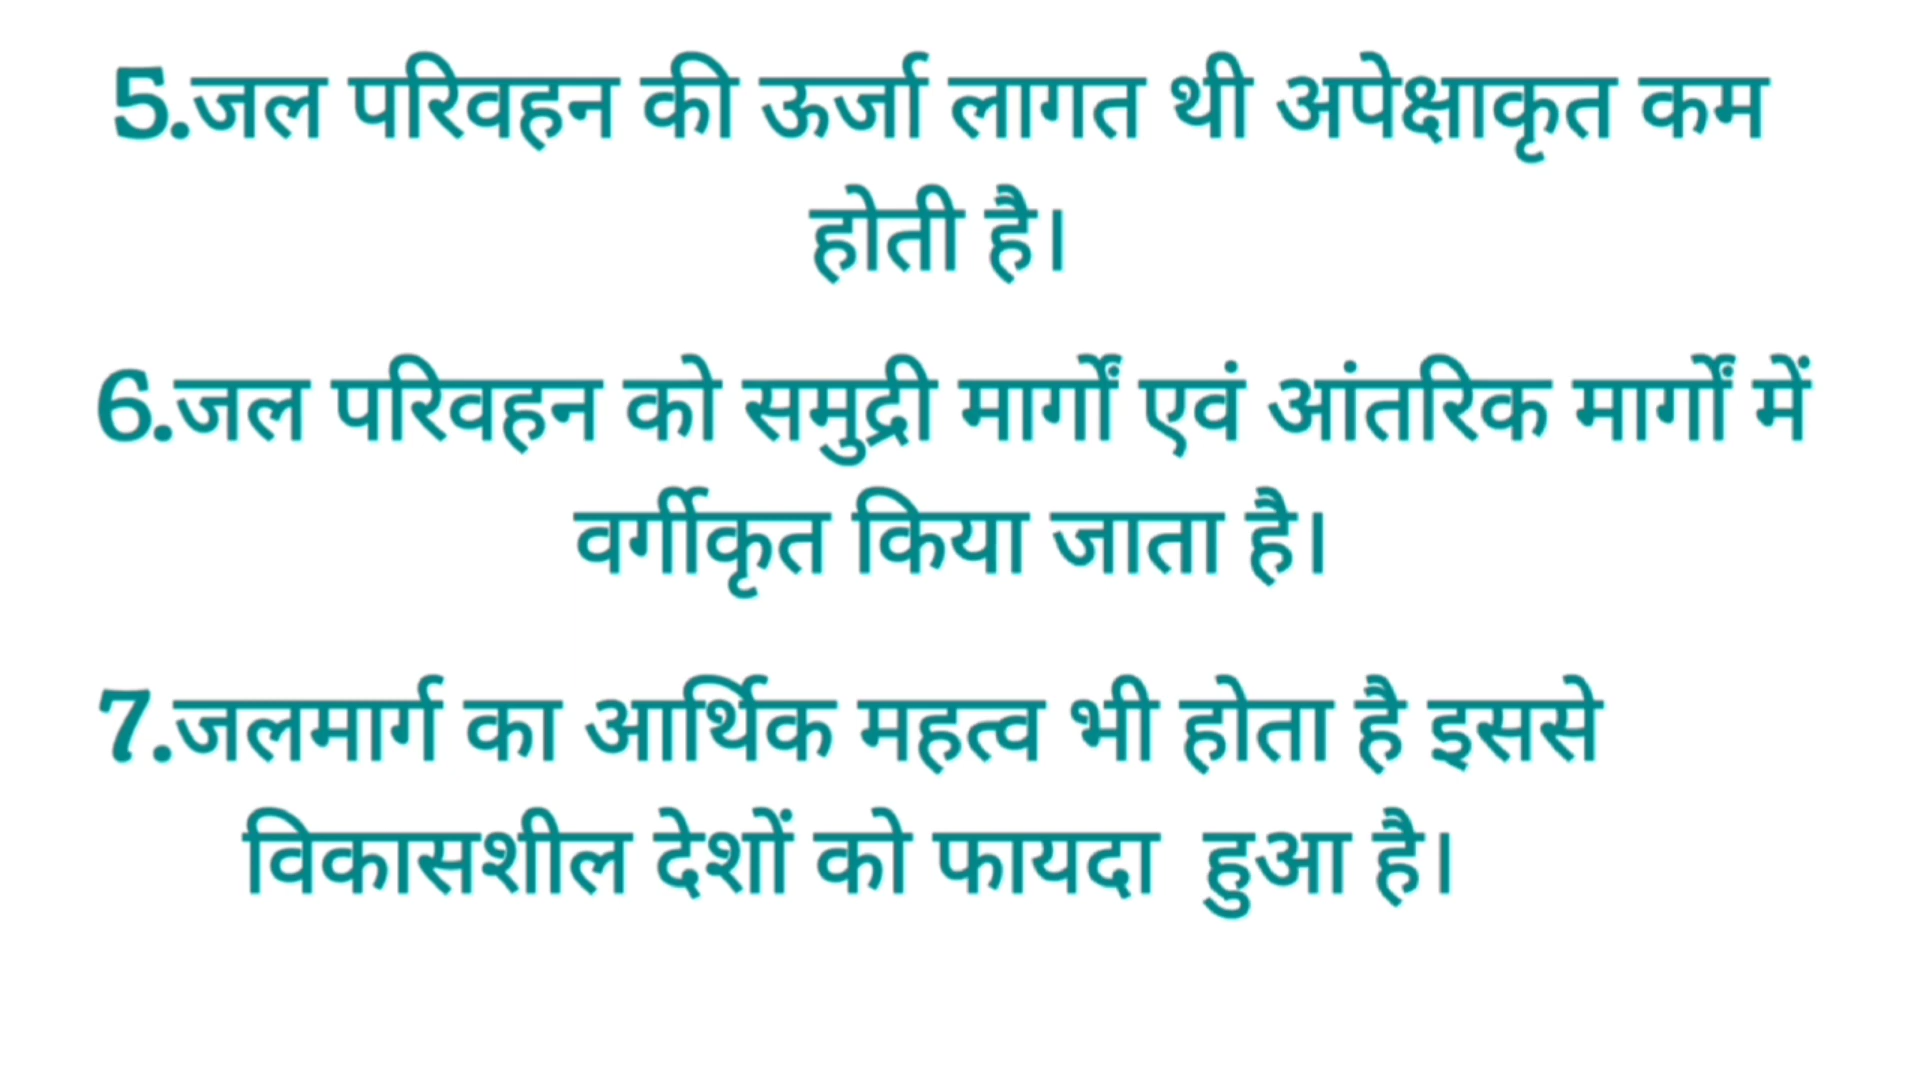 5.जल परिवहन की ऊर्जा लागत थी अपेक्षाकृत कम
होती है।
6.जल परिवहन को समुद्री मार्गों एवं आंतरिक मार्गों में
वर्गीकृत किया जाता है।
7.जलमार्ग का आर्थिक महत्व भी होता है इससे
विकासशील देशों को फायदा हुआ है।